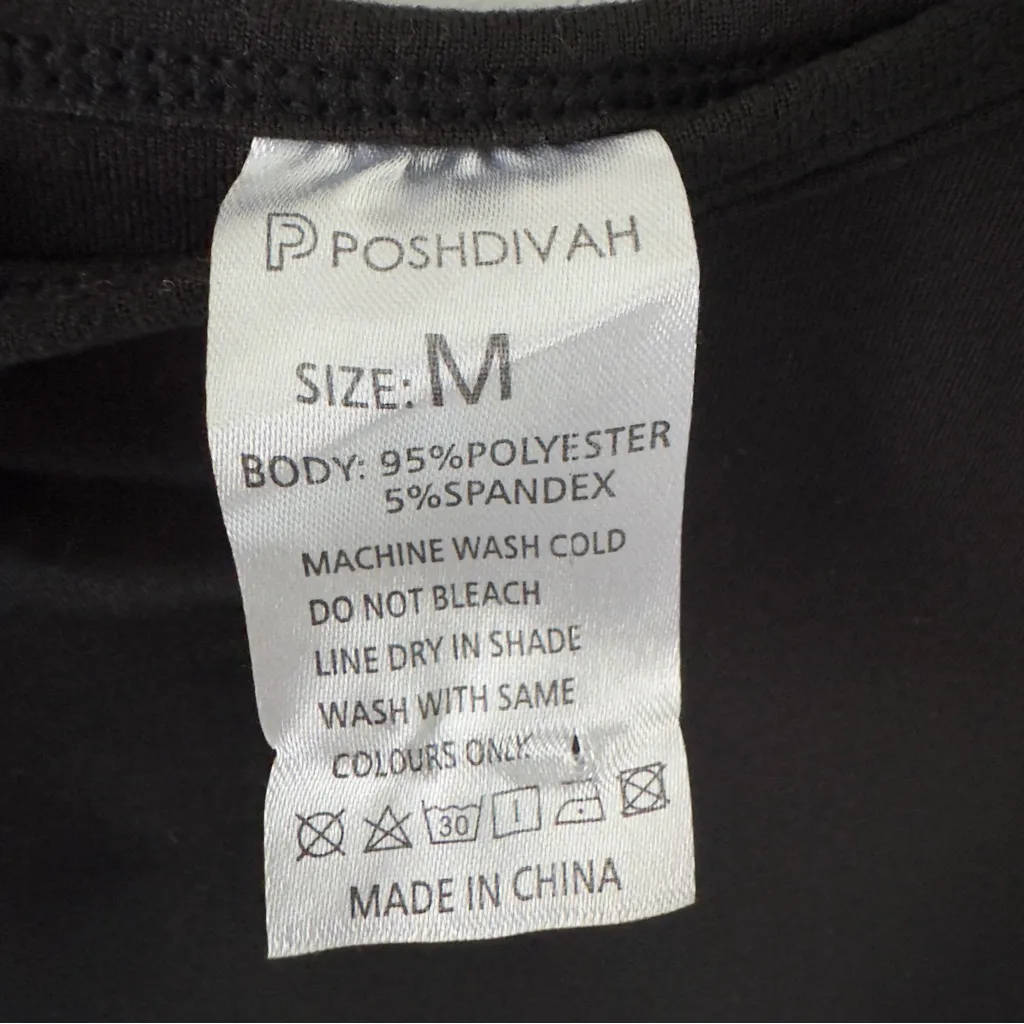 POSHDIVAH
SIZE: M
BODY: 95%POLYESTER
5%SPANDEX
MACHINE WASH COLD
DO NOT BLEACH
LINE DRY IN SHADE
WASH WITH SAME
COLOURS ONLY
30
MADE IN CHINA